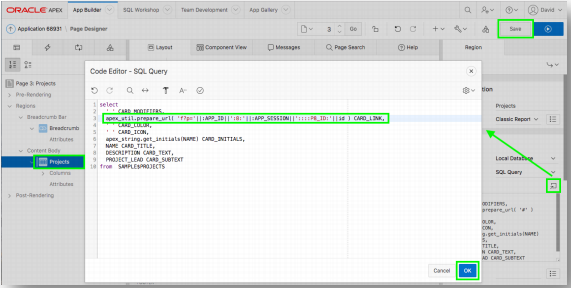 ORACLE APEX App Builder SQL Workshop Team Development App Gallery David
Application 68931 \ Page Designer 3 Go Save
Layout Component View Messages Page Search Help Region
Page 3: Projects
Pre-Rendering
Regions
Breadcrumb Bar
Breadcrumb
Attributes
Content Body
Projects
Columns
Attributes
Post-Rendering
Code Editor - SQL Query
1 select
2 ' ' CARD_MODIFIERS,
3 apex_util.prepare_url( 'f?p='||:APP_ID||':8:'||:APP_SESSION||'::::P8_ID:'||id ) CARD_LINK,
4 ' ' CARD_COLOR,
5 ' ' CARD_ICON,
6 apex_string.get_initials(NAME) CARD_INITIALS,
7 NAME CARD_TITLE,
8 DESCRIPTION CARD_TEXT,
9 PROJECT_LEAD CARD_SUBTEXT
10 from SAMPLE$PROJECTS
Cancel OK
tion
Projects
Classic Report
Local Database
SQL Query
ODIFIERS,
prepare_url( '#' )
OLOR,
CON,
g.get_initials(NAME)
S,
TITLE,
N CARD_TEXT,
AD CARD_SUBTEXT